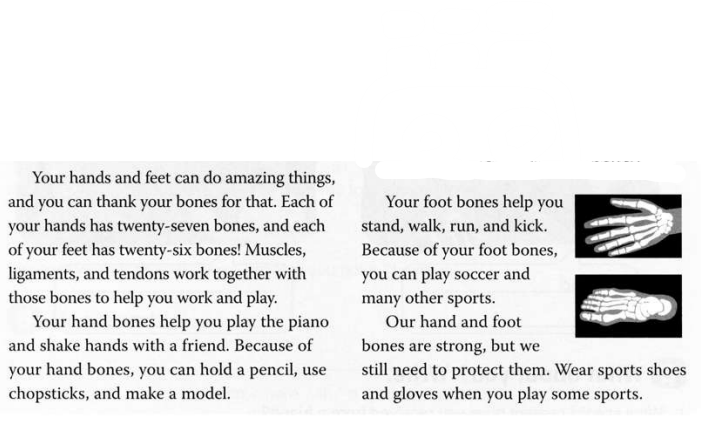 Your hands and feet can do amazing things,
and you can thank your bones for that. Each of
your hands has twenty-seven bones, and each
of your feet has twenty-six bones! Muscles,
ligaments, and tendons work together with
those bones to help you work and play.
Your hand bones help you play the piano
and shake hands with a friend. Because of
your hand bones, you can hold a pencil, use
chopsticks, and make a model.
Your foot bones help you
stand, walk, run, and kick.
Because of your foot bones,
you can play soccer and
many other sports.
Our hand and foot
bones are strong, but we
still need to protect them. Wear sports shoes
and gloves when you play some sports.